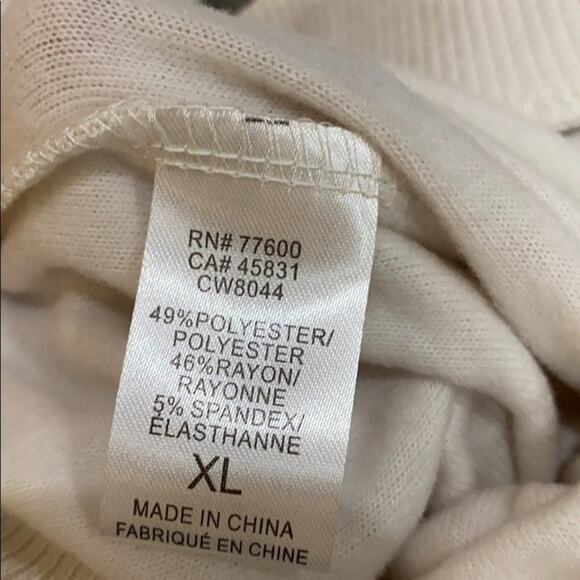 RN# 77600
CA# 45831
CW8044
49%POLYESTER/
POLYESTER
46%RAYON/
RAYONNE
5% SPANDEX/
ÉLASTHANNE
XL
MADE IN CHINA
FABRIQUÉ EN CHINE